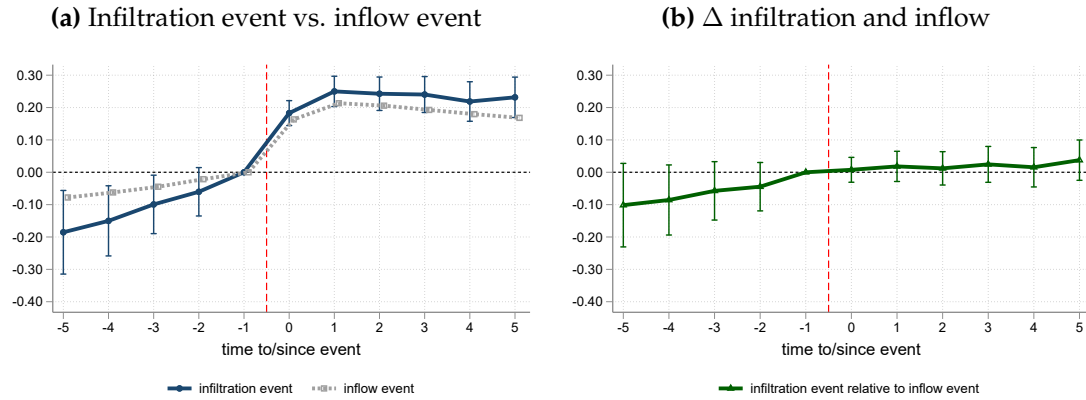 (a) Infiltration event vs. inflow event
0.30
0.20
0.10
0.00
-0.10
-0.20
-0.30
-0.40
-5 -4 -3 -2 -1 0 1 2 3 4 5
time to/since event
infiltration event inflow event
(b) Δ infiltration and inflow
0.30
0.20
0.10
0.00
-0.10
-0.20
-0.30
-0.40
-5 -4 -3 -2 -1 0 1 2 3 4 5
time to/since event
infiltration event relative to inflow event